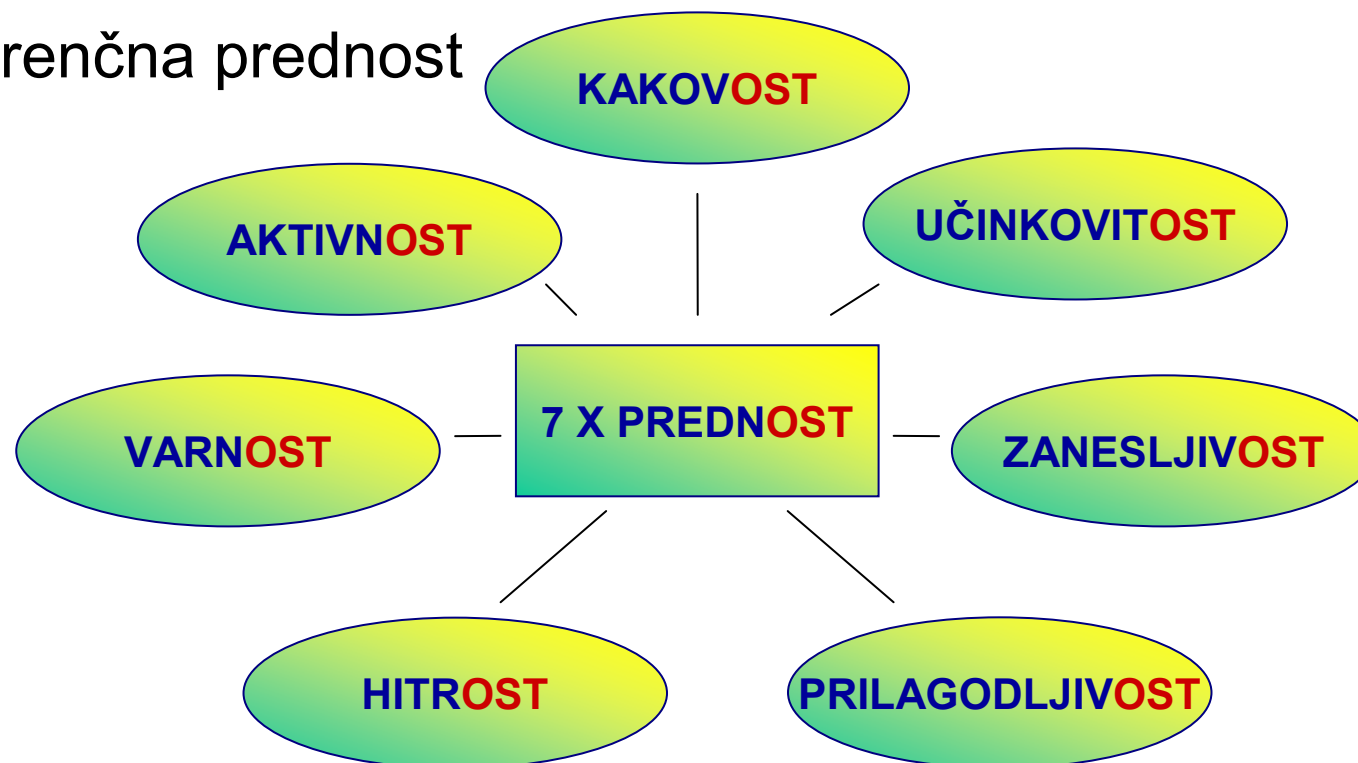 renčna prednost
KAKOVOST
AKTIVNOST
UČINKOVITOST
VARNOST
7 X PREDNOST
ZANESLJIVOST
HITROST
PRILAGODLJIVOST